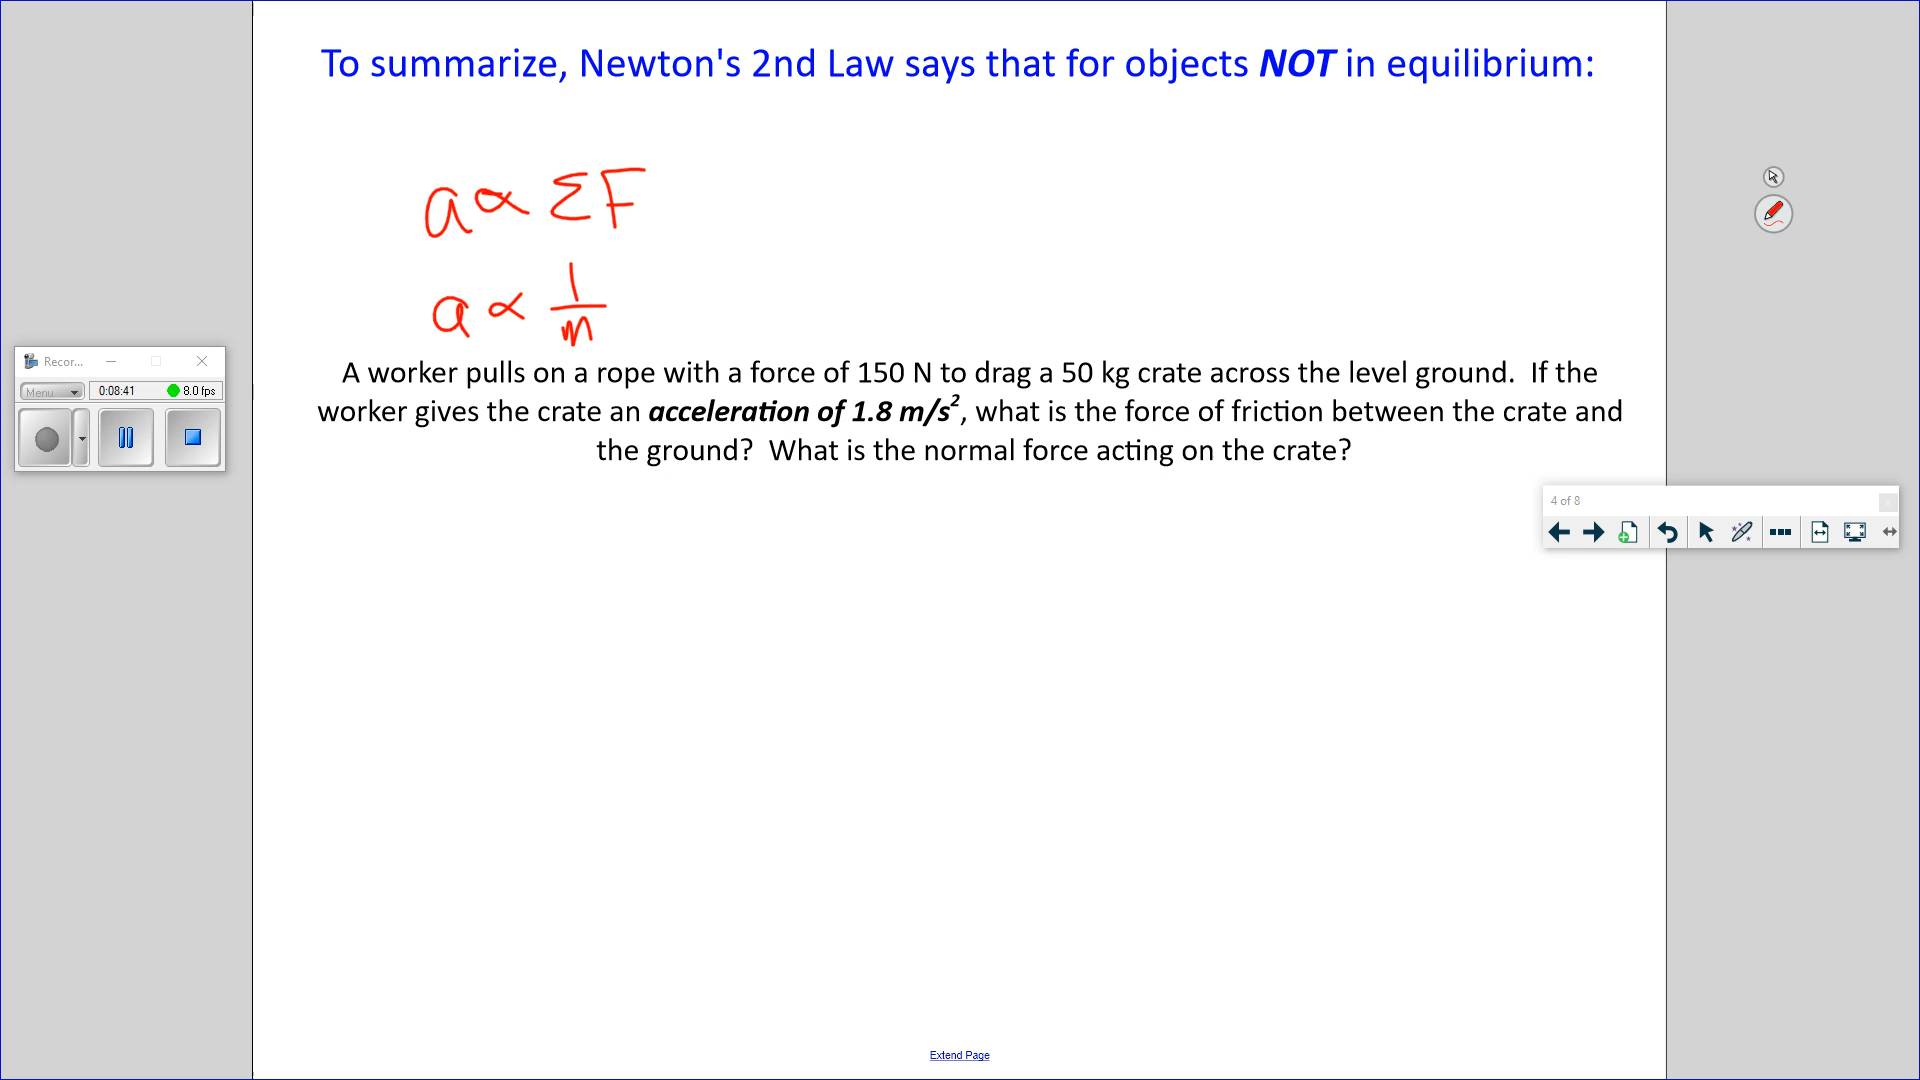 To summarize, Newton's 2nd Law says that for objects NOT in equilibrium:
a ∝ ΣF
a ∝ 1/m
A worker pulls on a rope with a force of 150 N to drag a 50 kg crate across the level ground. If the
worker gives the crate an acceleration of 1.8 m/s², what is the force of friction between the crate and
the ground? What is the normal force acting on the crate?
Recor...
Menu
0:08:41
8.0 fps
4 of 8
Extend Page